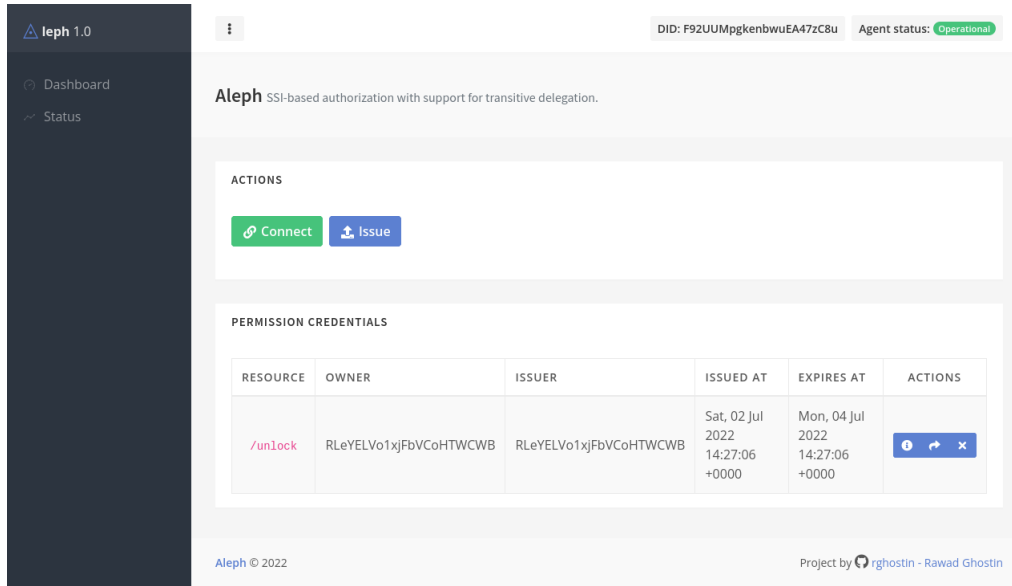 leph 1.0
DID: F92UUMpgkenbwuEA47zC8u
Agent status: Operational
Dashboard
Status
Aleph SSI-based authorization with support for transitive delegation.
ACTIONS
Connect
Issue
PERMISSION CREDENTIALS
RESOURCE OWNER ISSUER ISSUED AT EXPIRES AT ACTIONS
/unlock
RLeYELVo1xjFbVCoHTWCWB
RLeYELVo1xjFbVCoHTWCWB
Sat, 02 Jul
2022
14:27:06
+0000
Mon, 04 Jul
2022
14:27:06
+0000
Aleph © 2022
Project by rghostin - Rawad Ghostin